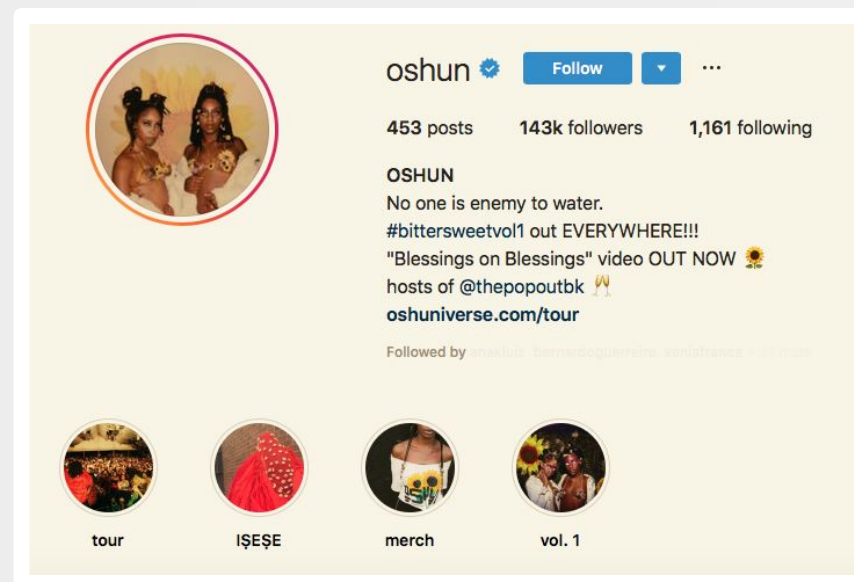 oshun Follow ...
453 posts 143k followers 1,161 following
OSHUN
No one is enemy to water.
#bittersweetvol1 out EVERYWHERE!!!
"Blessings on Blessings" video OUT NOW 🌻
hosts of @thepopoutbk 🥂
oshuniverse.com/tour
Followed by
tour IṢEṢE merch vol. 1